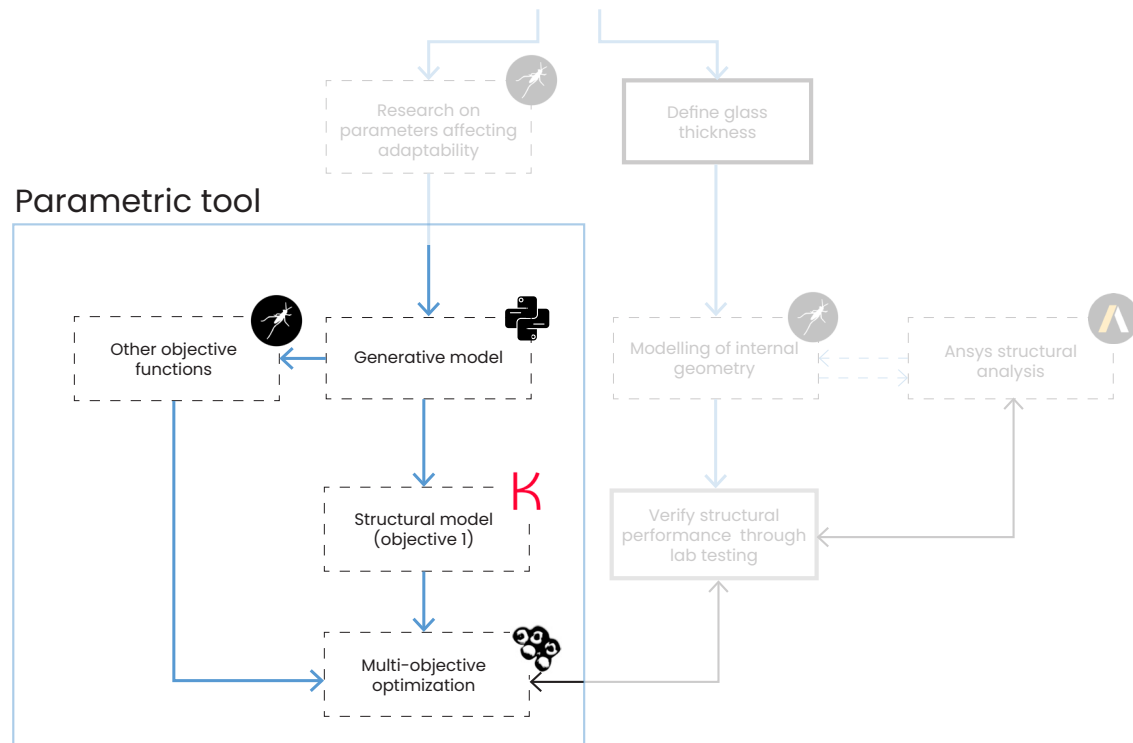 Research on
parameters affecting
adaptability
Define glass
thickness
Parametric tool
Other objective
functions
Generative model
Modelling of internal
geometry
Ansys structural
analysis
Structural model
(objective 1)
Verify structural
performance through
lab testing
Multi-objective
optimization